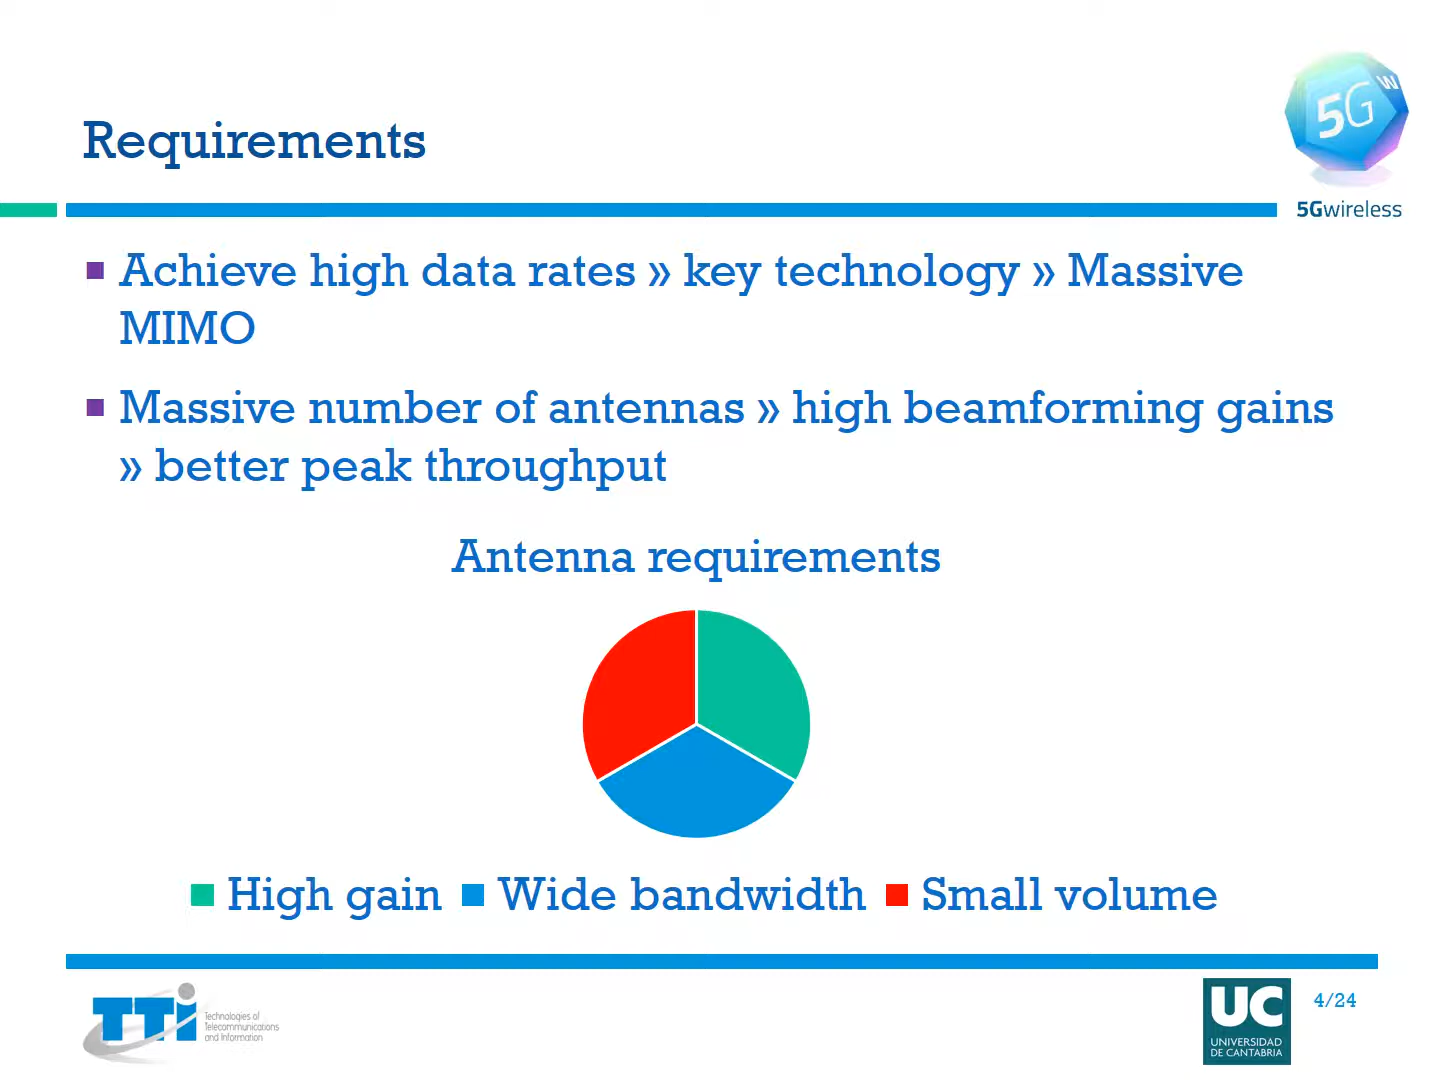 5G W
Requirements
5Gwireless
Achieve high data rates » key technology » Massive
MIMO
Massive number of antennas » high beamforming gains
» better peak throughput
Antenna requirements
High gain Wide bandwidth Small volume
TTi
Technologies of
Telecommunications
and Information
UC
UNIVERSIDAD
DE CANTABRIA
4/24